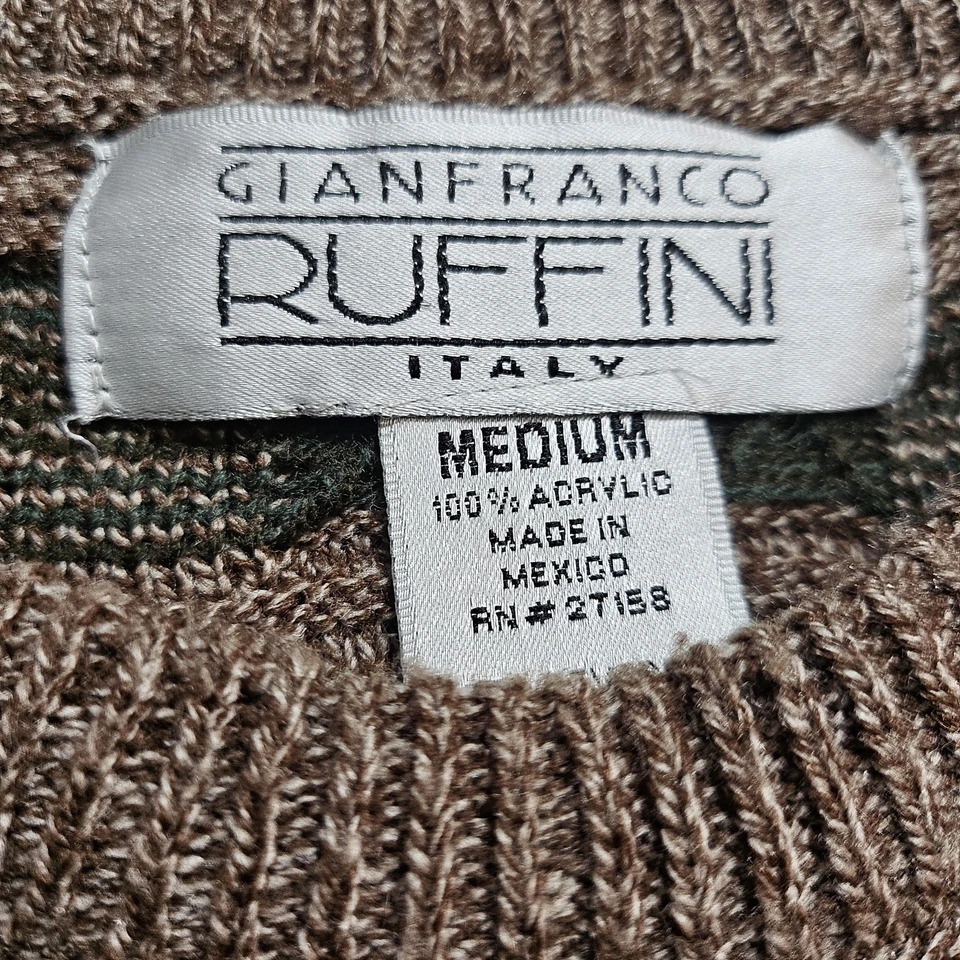 GIANFRANCO
RUFFINI
ITALY
MEDIUM
100% ACRYLIC
MADE IN
MEXICO
RN # 27158